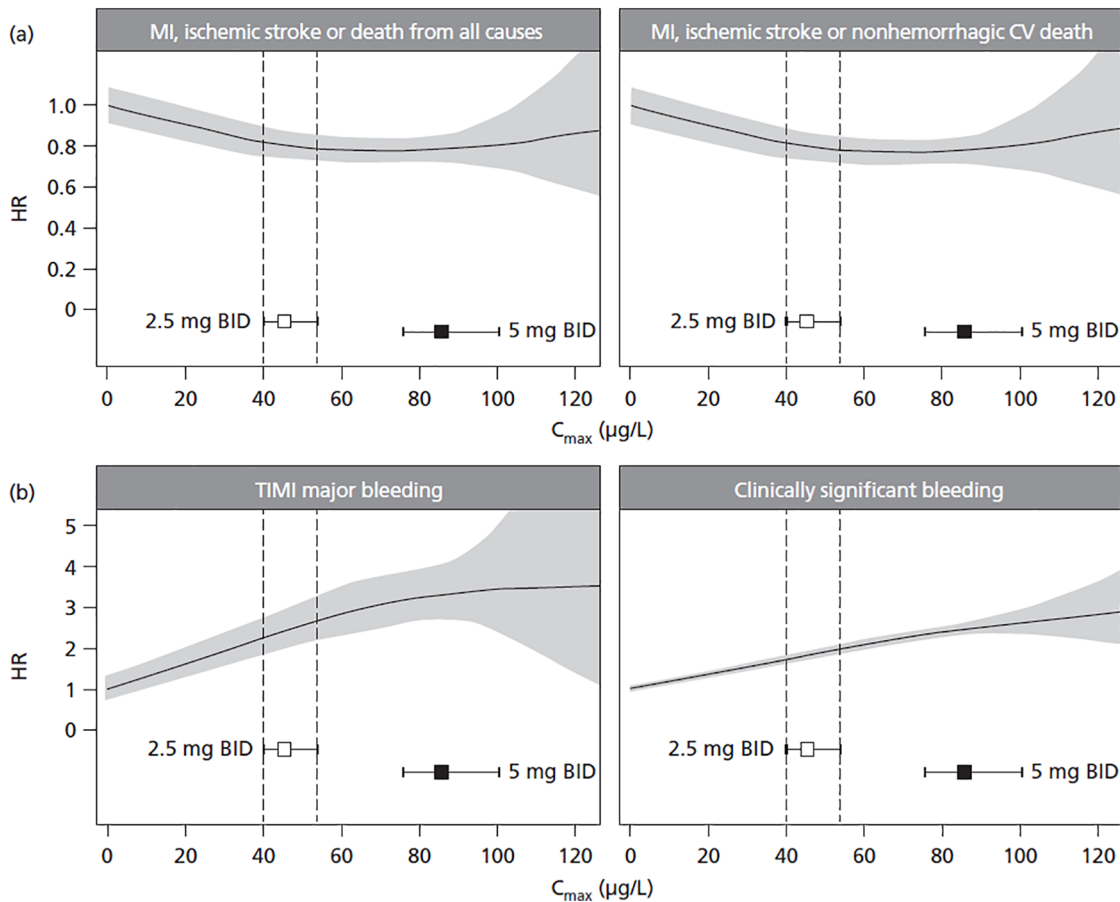 (a)
MI, ischemic stroke or death from all causes
MI, ischemic stroke or nonhemorrhagic CV death
HR
1.0
0.8
0.6
0.4
0.2
0
2.5 mg BID
5 mg BID
2.5 mg BID
5 mg BID
0 20 40 60 80 100 120
0 20 40 60 80 100 120
Cmax (µg/L)
Cmax (µg/L)
(b)
TIMI major bleeding
Clinically significant bleeding
HR
5
4
3
2
1
0
2.5 mg BID
5 mg BID
2.5 mg BID
5 mg BID
0 20 40 60 80 100 120
0 20 40 60 80 100 120
Cmax (µg/L)
Cmax (µg/L)